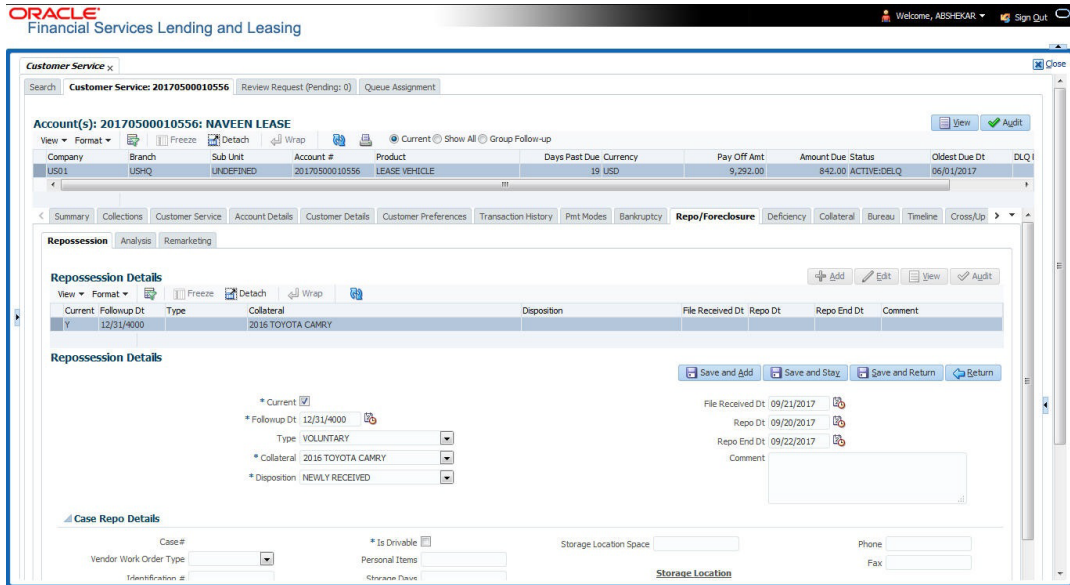 ORACLE
Financial Services Lending and Leasing
Welcome, ABSHEKAR
Sign Out
Customer Service
Close
Search
Customer Service: 20170500010556
Review Request (Pending: 0)
Queue Assignment
Account(s): 20170500010556: NAVEEN LEASE
View
Audit
View Format Freeze Detach Wrap Current Show All Group Follow-up
Company Branch Sub Unit Account # Product Days Past Due Currency Pay Off Amt Amount Due Status Oldest Due Dt DLQ
US01 USHQ UNDEFINED 20170500010556 LEASE VEHICLE 19 USD 9,292.00 842.00 ACTIVE:DELQ 06/01/2017
Summary Collections Customer Service Account Details Customer Details Customer Preferences Transaction History Pmt Modes Bankruptcy Repo/Foreclosure Deficiency Collateral Bureau Timeline Cross/Up
Repossession Analysis Remarketing
Repossession Details
Add Edit View Audit
View Format Freeze Detach Wrap
Current Followup Dt Type Collateral Disposition File Received Dt Repo Dt Repo End Dt Comment
Y 12/31/4000 2016 TOYOTA CAMRY
Repossession Details
Save and Add Save and Stay Save and Return Return
* Current
* Followup Dt 12/31/4000
Type VOLUNTARY
* Collateral 2016 TOYOTA CAMRY
* Disposition NEWLY RECEIVED
File Received Dt 09/21/2017
Repo Dt 09/20/2017
Repo End Dt 09/22/2017
Comment
Case Repo Details
Case#
Vendor Work Order Type
Identification #
* Is Drivable
Personal Items
Storage Days
Storage Location Space
Storage Location
Phone
Fax